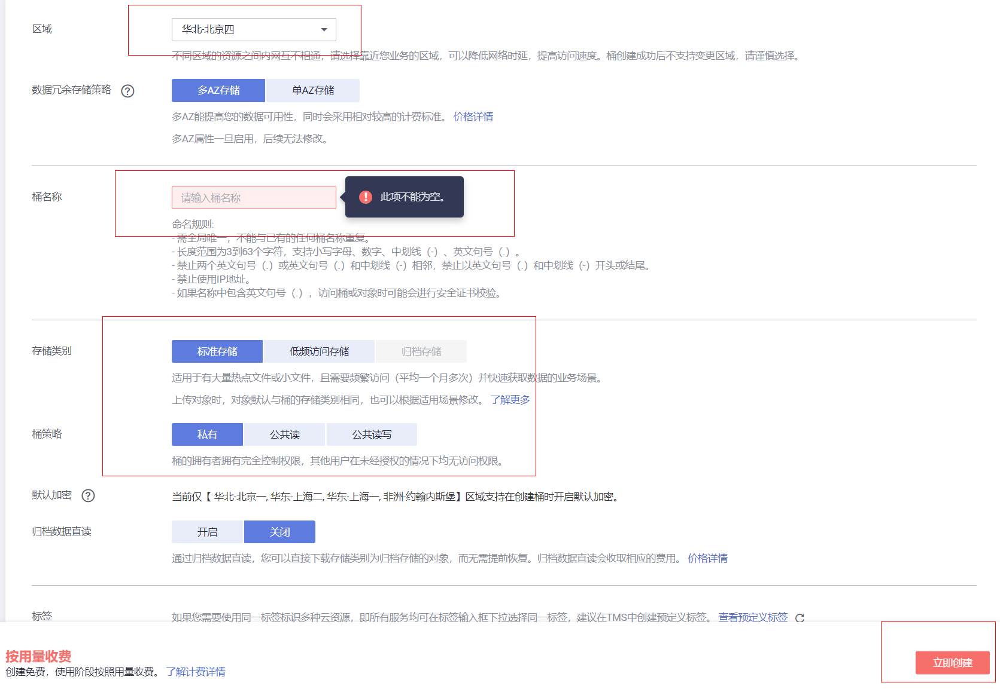 区域
华北-北京四
不同区域的资源之间内网互不相通，请选择靠近您业务的区域，可以降低网络时延，提高访问速度。桶创建成功后不支持变更区域，请谨慎选择。
数据冗余存储策略 ?
多AZ存储 单AZ存储
多AZ能提高您的数据可用性，同时会采用相对较高的计费标准。 价格详情
多AZ属性一旦启用，后续无法修改。
桶名称
请输入桶名称
此项不能为空。
命名规则:
- 需全局唯一，不能与已有的任何桶名称重复。
- 长度范围为3到63个字符，支持小写字母、数字、中划线（-）、英文句号（.）。
- 禁止两个英文句号（.）或英文句号（.）和中划线（-）相邻，禁止以英文句号（.）和中划线（-）开头或结尾。
- 禁止使用IP地址。
- 如果名称中包含英文句号（.），访问桶或对象时可能会进行安全证书校验。
存储类别
标准存储 低频访问存储 归档存储
适用于有大量热点文件或小文件，且需要频繁访问（平均一个月多次）并快速获取数据的业务场景。
上传对象时，对象默认与桶的存储类别相同，也可以根据适用场景修改。 了解更多
桶策略
私有 公共读 公共读写
桶的拥有者拥有完全控制权限，其他用户在未经授权的情况下均无访问权限。
默认加密 ?
当前仅【 华北-北京一, 华东-上海二, 华东-上海一, 非洲-约翰内斯堡】区域支持在创建桶时开启默认加密。
归档数据直读
开启 关闭
通过归档数据直读，您可以直接下载存储类别为归档存储的对象，而无需提前恢复。归档数据直读会收取相应的费用。 价格详情
标签
如果您需要使用同一标签标识多种云资源，即所有服务均可在标签输入框下拉选择同一标签，建议在TMS中创建预定义标签。 查看预定义标签
按用量收费
创建免费，使用阶段按照用量收费。 了解计费详情
立即创建